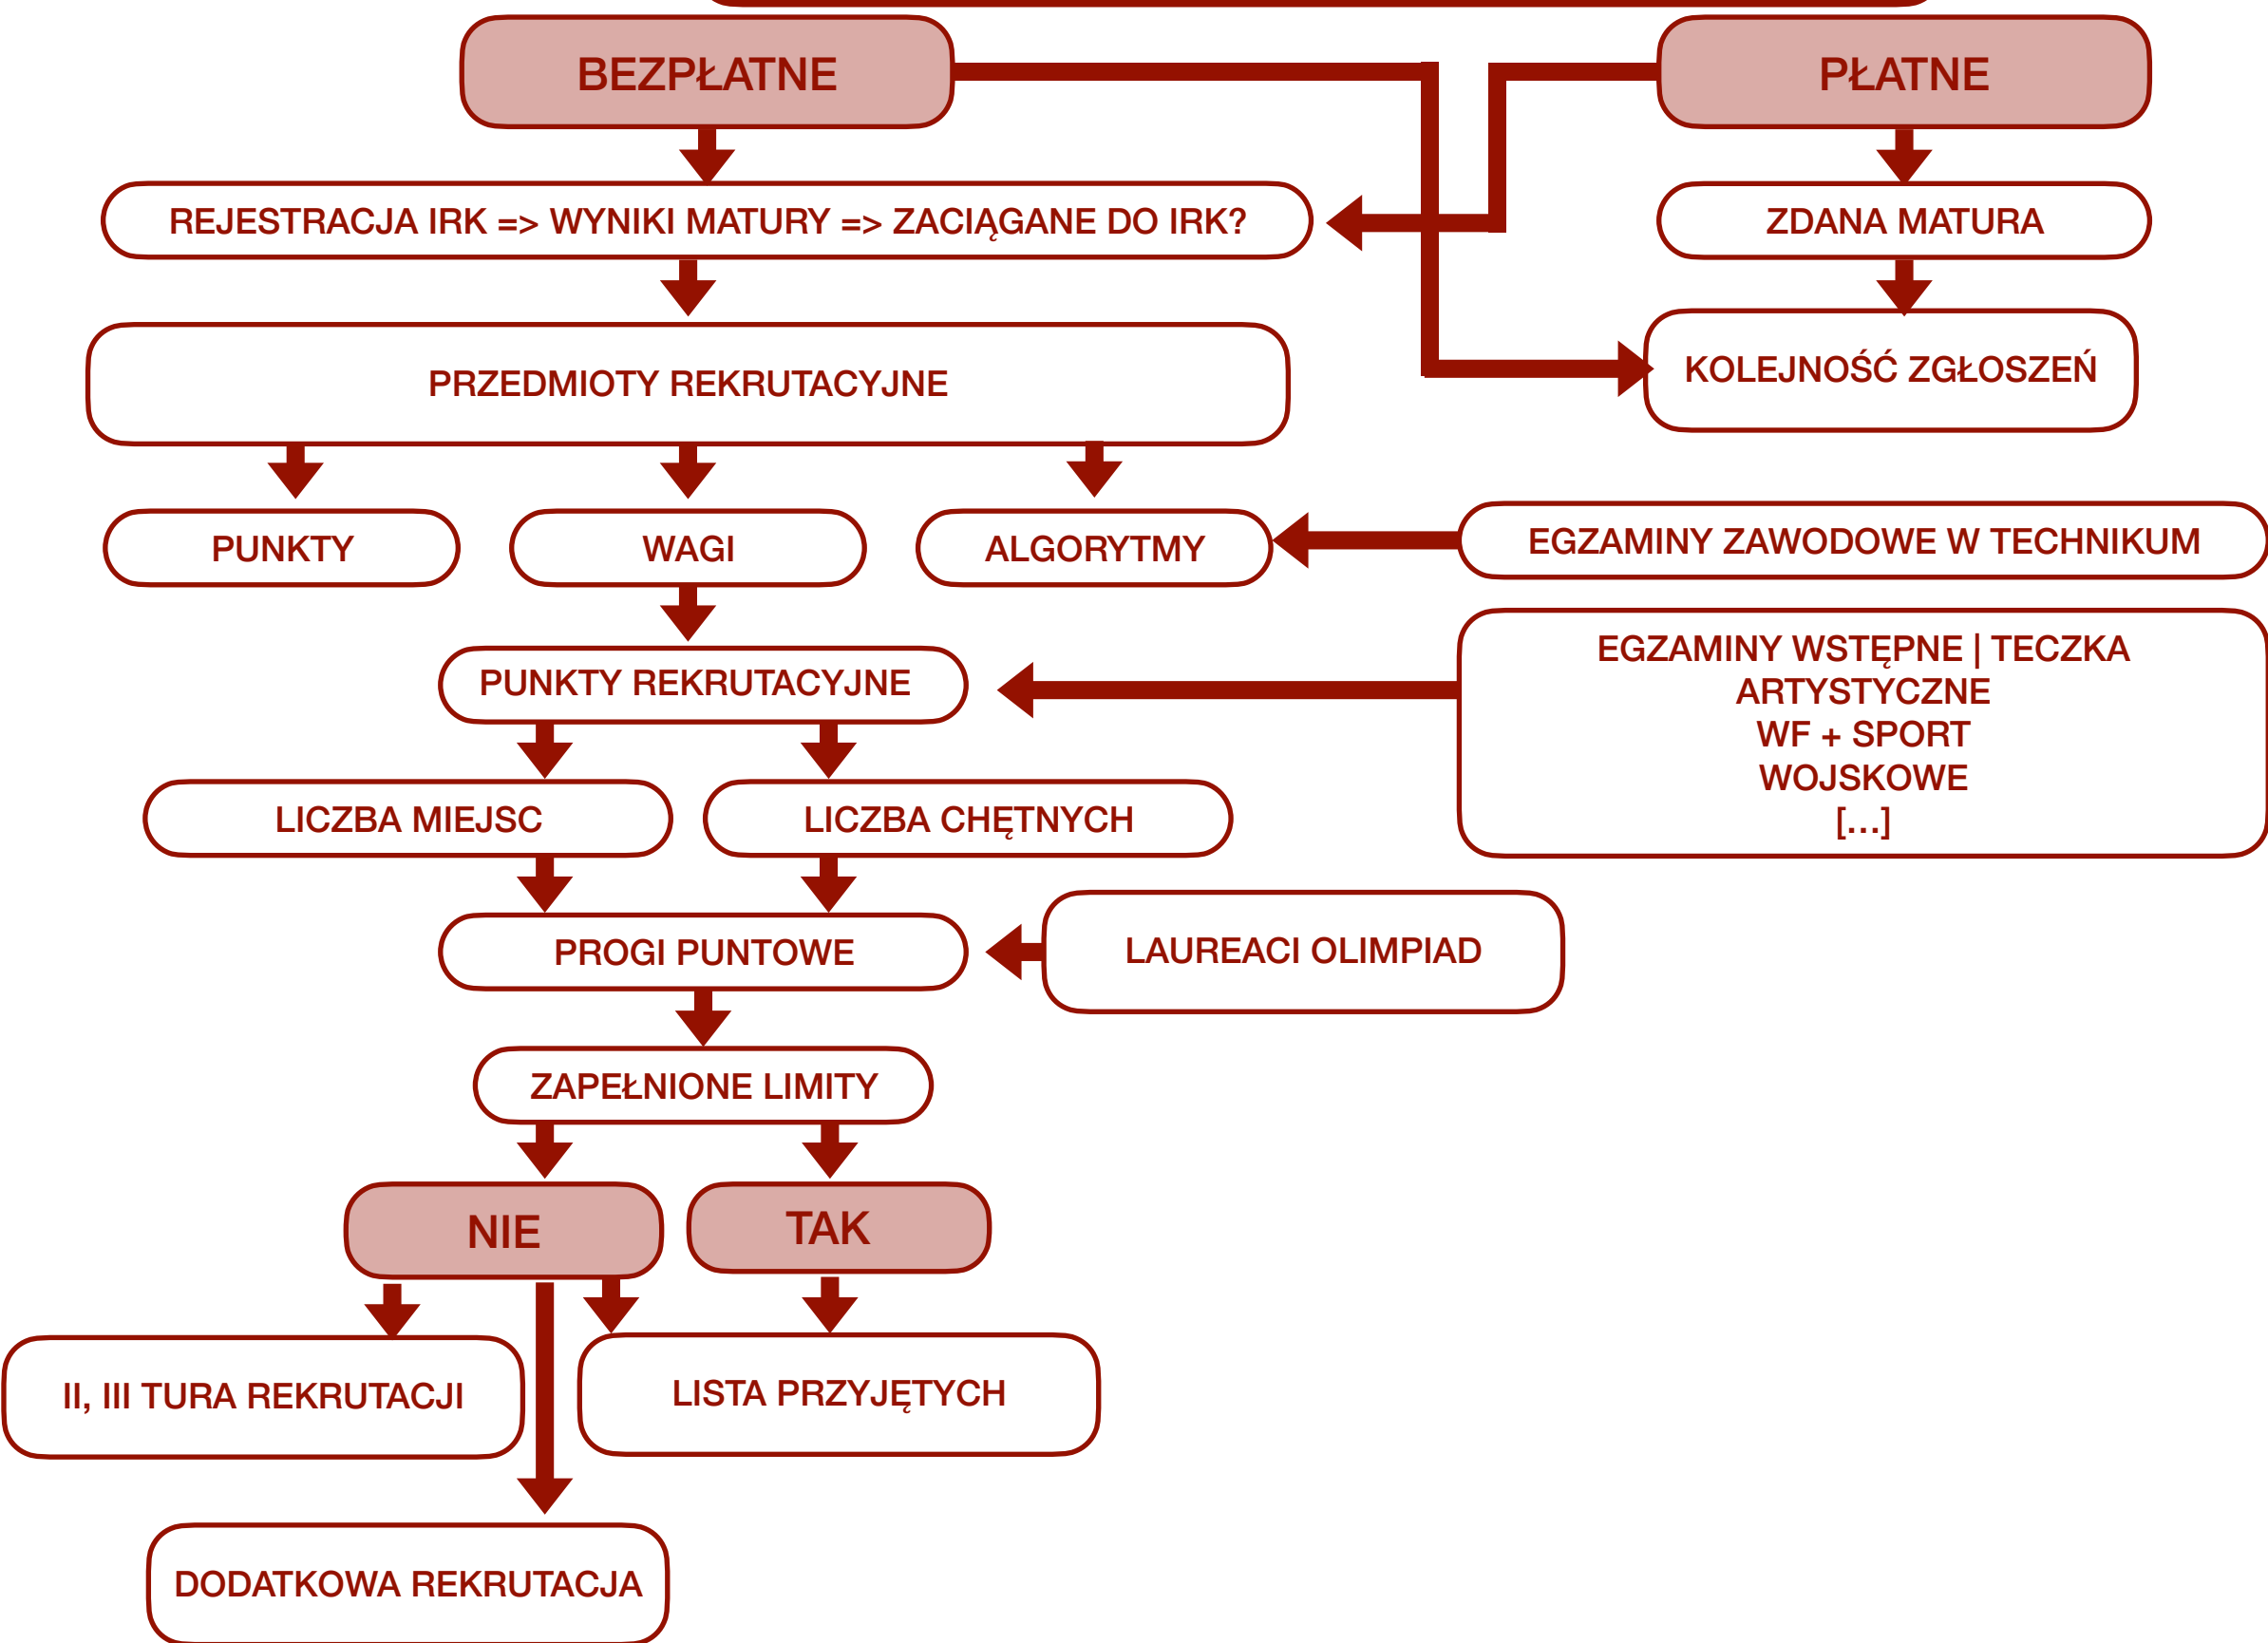 BEZPŁATNE
PŁATNE
REJESTRACJA IRK => WYNIKI MATURY => ZACIĄGANE DO IRK?
ZDANA MATURA
PRZEDMIOTY REKRUTACYJNE
KOLEJNOŚĆ ZGŁOSZEŃ
PUNKTY
WAGI
ALGORYTMY
EGZAMINY ZAWODOWE W TECHNIKUM
PUNKTY REKRUTACYJNE
EGZAMINY WSTĘPNE | TECZKA
ARTYSTYCZNE
WF + SPORT
WOJSKOWE
[…]
LICZBA MIEJSC
LICZBA CHĘTNYCH
PROGI PUNTOWE
LAUREACI OLIMPIAD
ZAPEŁNIONE LIMITY
NIE
TAK
II, III TURA REKRUTACJI
LISTA PRZYJĘTYCH
DODATKOWA REKRUTACJA